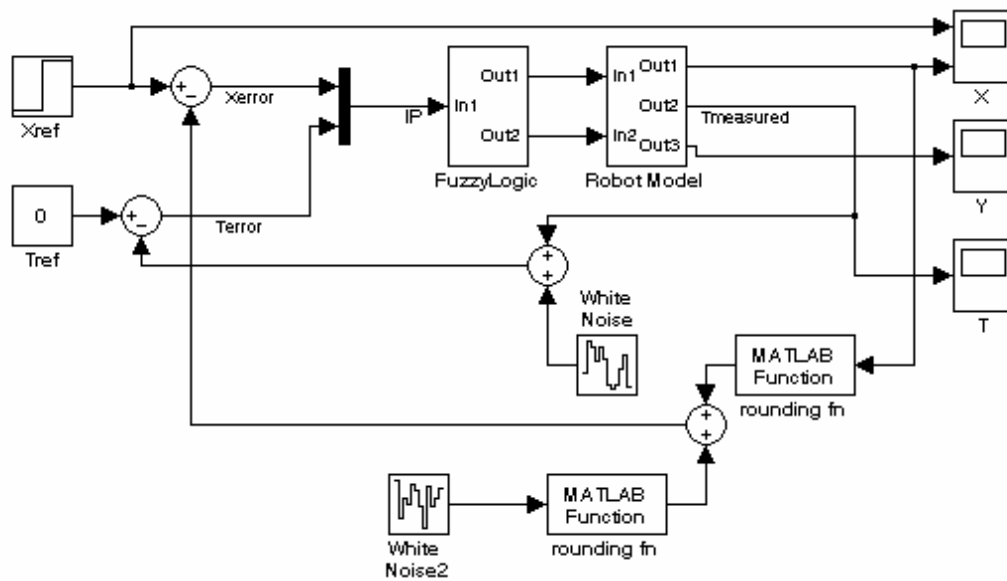 Xref
+
−
Xerror
IP
In1
Out1
Out2
FuzzyLogic
In1
In2
Out1
Out2
Out3
Robot Model
Tmeasured
X
Y
T
0
Tref
+
−
Terror
+
+
White
Noise
MATLAB
Function
rounding fn
+
+
White
Noise2
MATLAB
Function
rounding fn